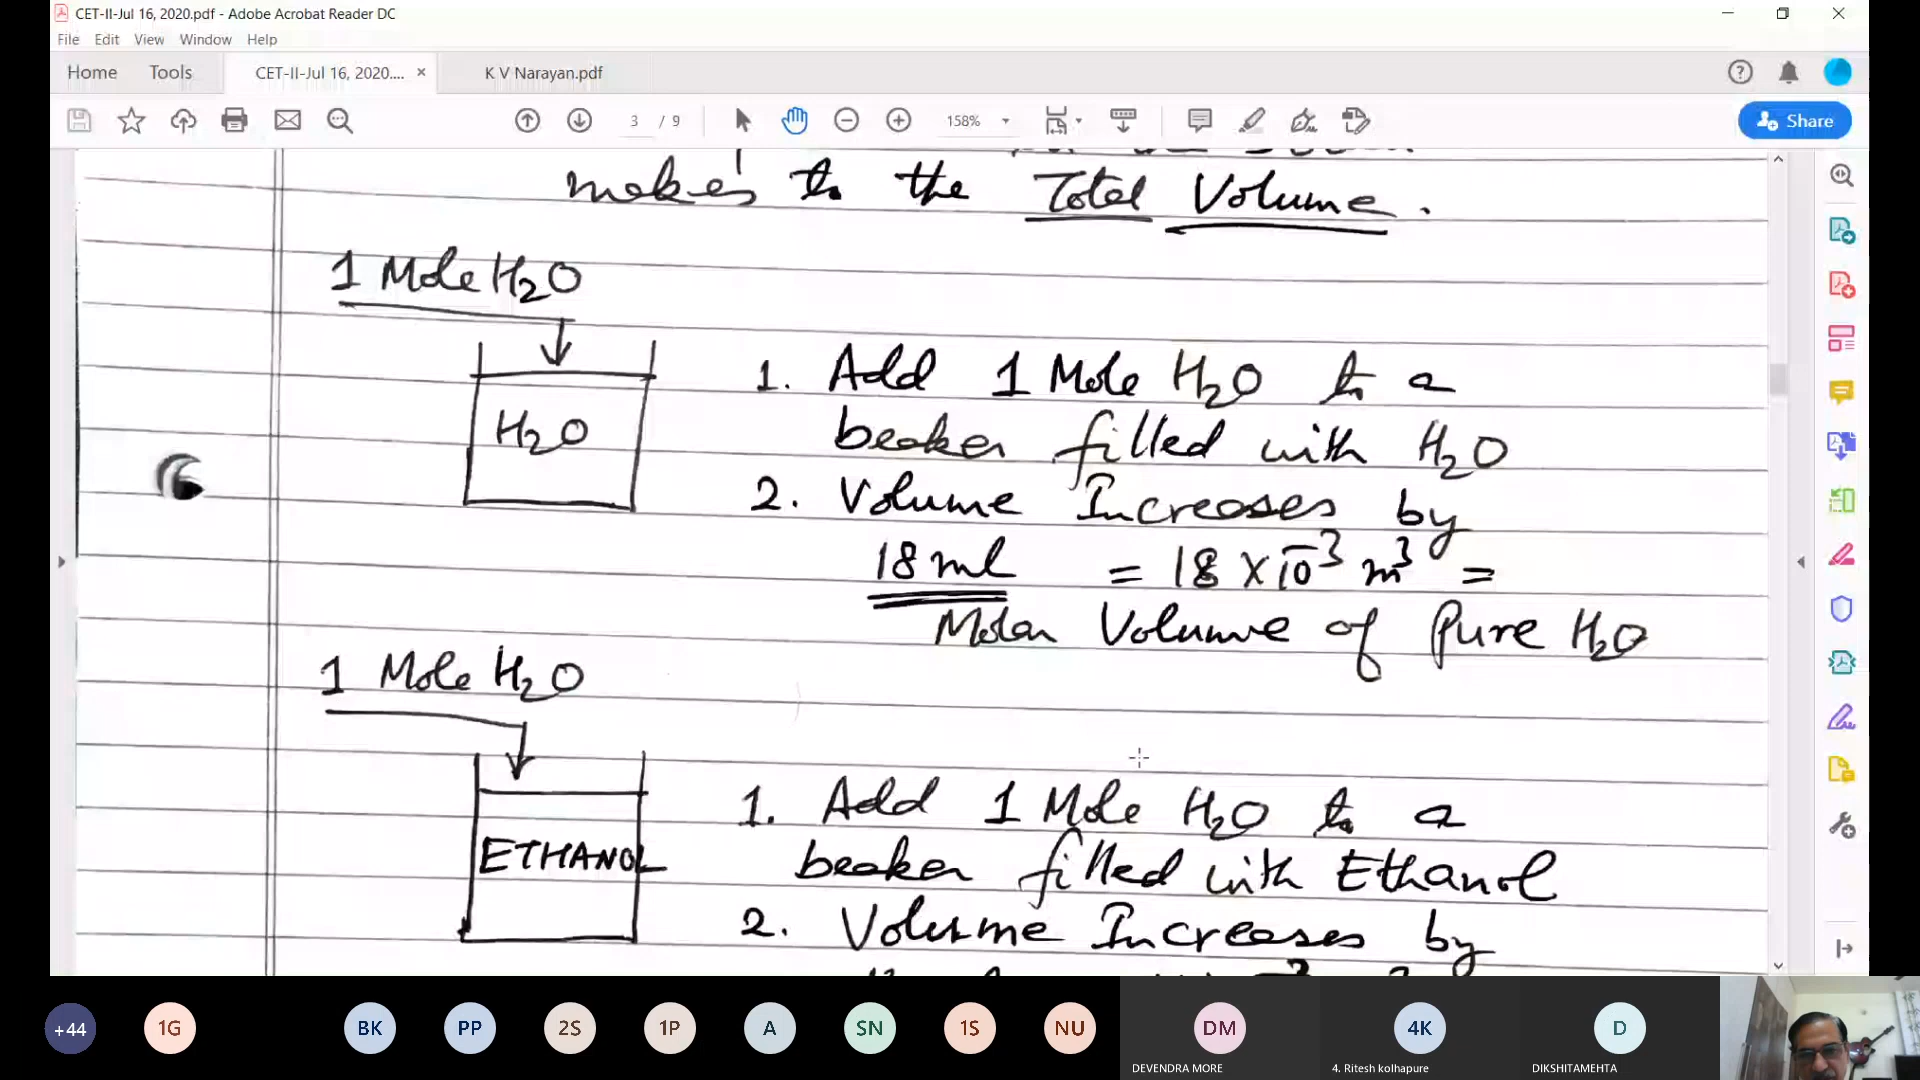 CET-II-Jul 16, 2020.pdf - Adobe Acrobat Reader DC
File Edit View Window Help
Home Tools CET-II-Jul 16, 2020.... × K V Narayan.pdf
3 / 9 158% Share
makes to the Total Volume.
1 Mole H2O
H2O
1. Add 1 Mole H2O to a
beaker filled with H2O
2. Volume Increases by
18 ml = 18 × 10^-3 m^3 =
Molar Volume of Pure H2O
1 Mole H2O
ETHANOL
1. Add 1 Mole H2O to a
beaker filled with Ethanol
2. Volume Increases by
+44 1G BK PP 2S 1P A SN 1S NU DM 4K D
DEVENDRA MORE 4. Ritesh kolhapure DIKSHITAMEHTA